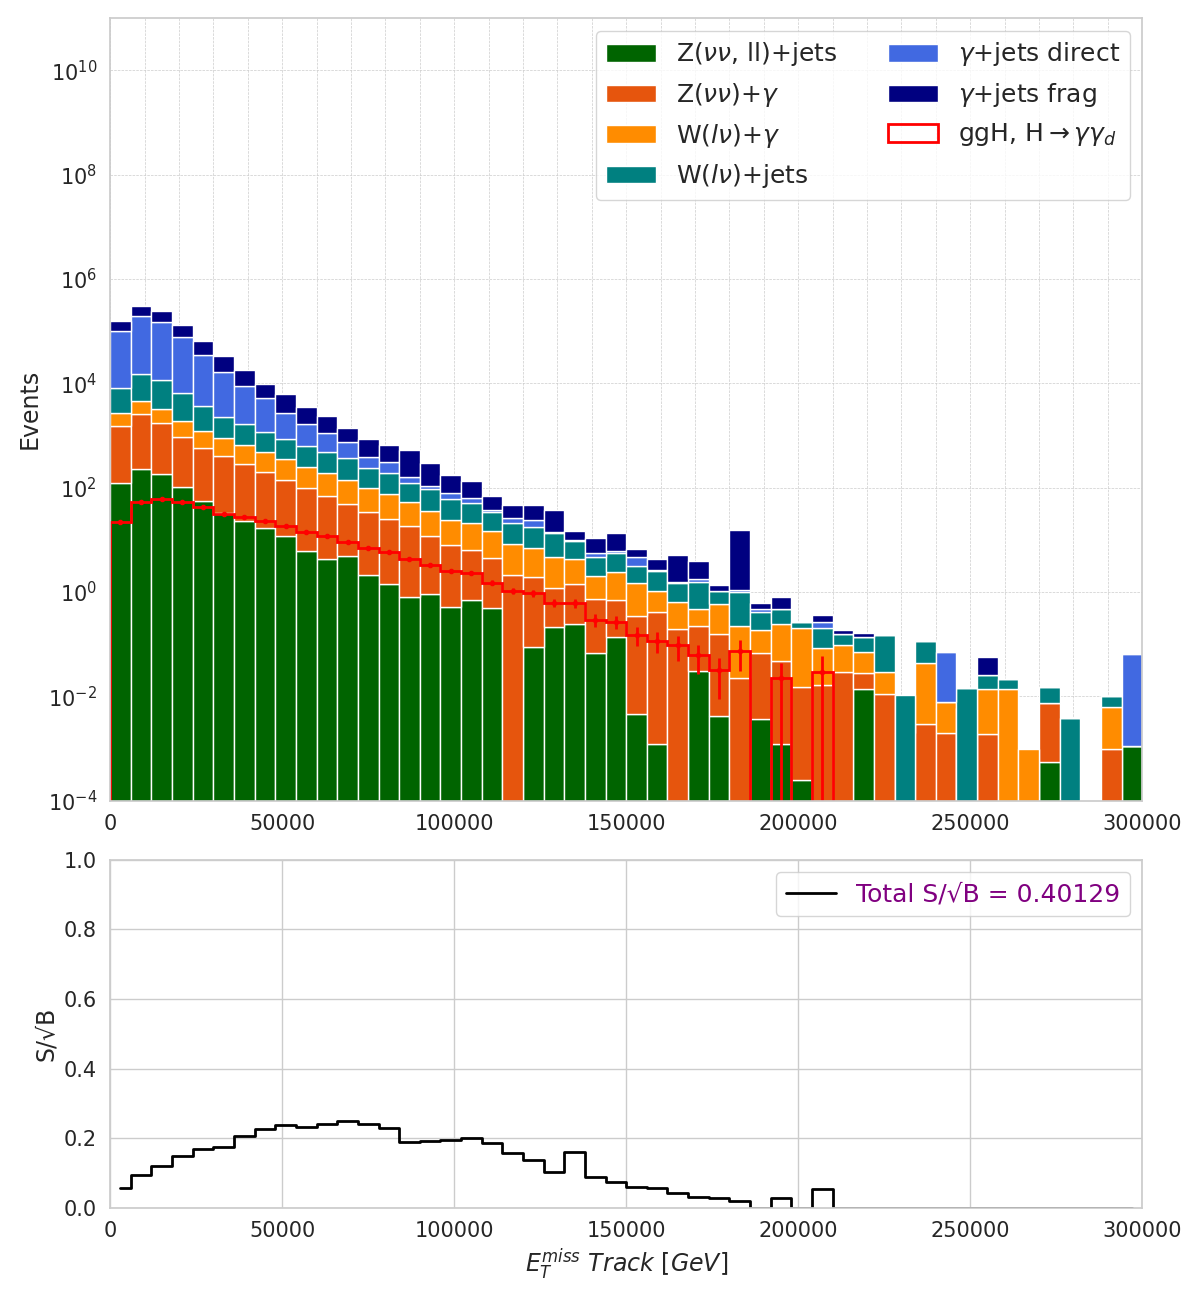 Z(νν, ll)+jets
Z(νν)+γ
W(lν)+γ
W(lν)+jets
γ+jets direct
γ+jets frag
ggH, H→γγ_d
Events
10^10
10^8
10^6
10^4
10^2
10^0
10^−2
10^−4
0 50000 100000 150000 200000 250000 300000
Total S/√B = 0.40129
S/√B
1.0
0.8
0.6
0.4
0.2
0.0
0 50000 100000 150000 200000 250000 300000
E_T^miss Track [GeV]